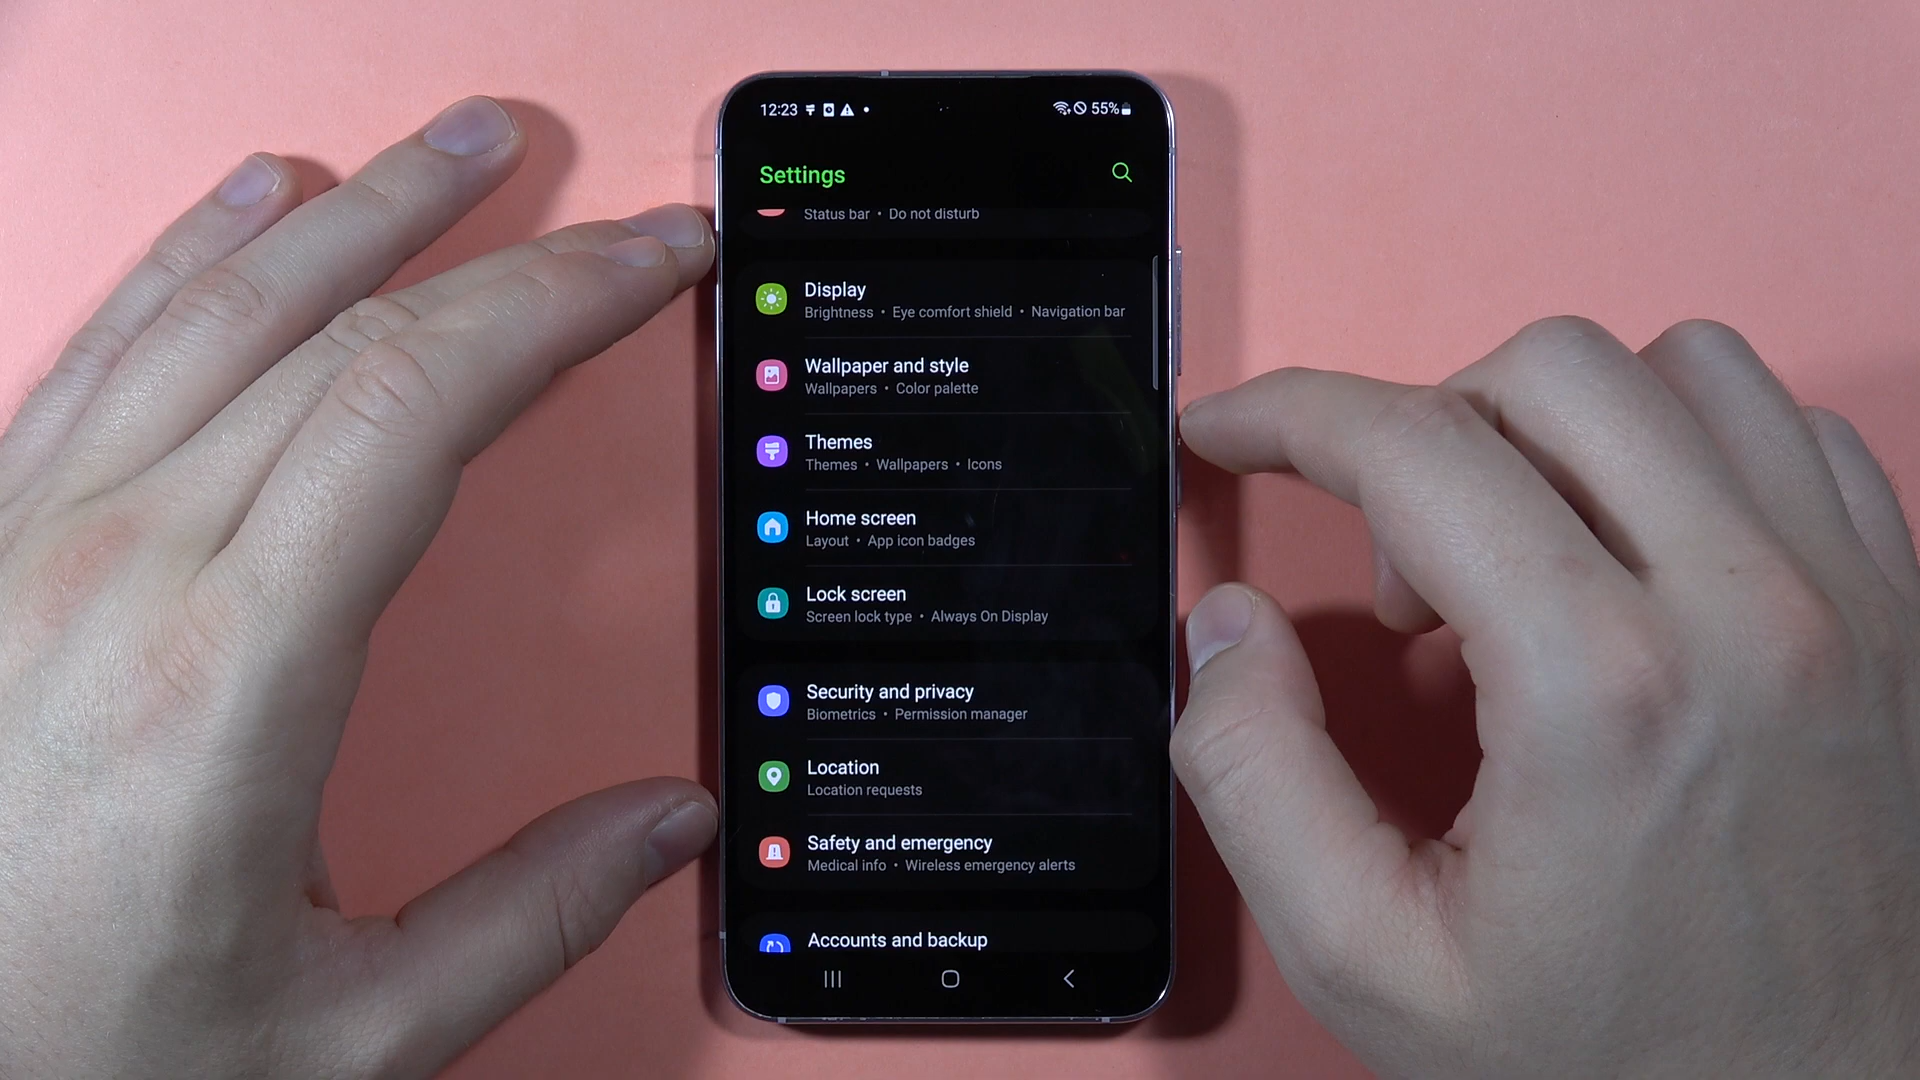 12:23 55%
Settings
Status bar • Do not disturb
Display
Brightness • Eye comfort shield • Navigation bar
Wallpaper and style
Wallpapers • Color palette
Themes
Themes • Wallpapers • Icons
Home screen
Layout • App icon badges
Lock screen
Screen lock type • Always On Display
Security and privacy
Biometrics • Permission manager
Location
Location requests
Safety and emergency
Medical info • Wireless emergency alerts
Accounts and backup